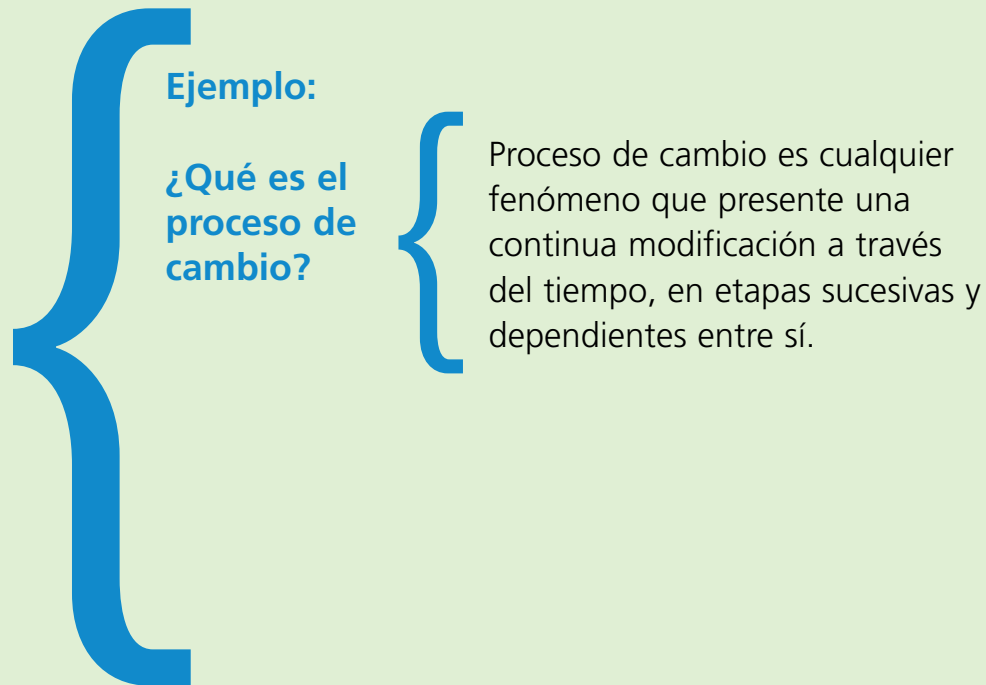 Ejemplo:
¿Qué es el
proceso de
cambio?
Proceso de cambio es cualquier
fenómeno que presente una
continua modificación a través
del tiempo, en etapas sucesivas y
dependientes entre sí.